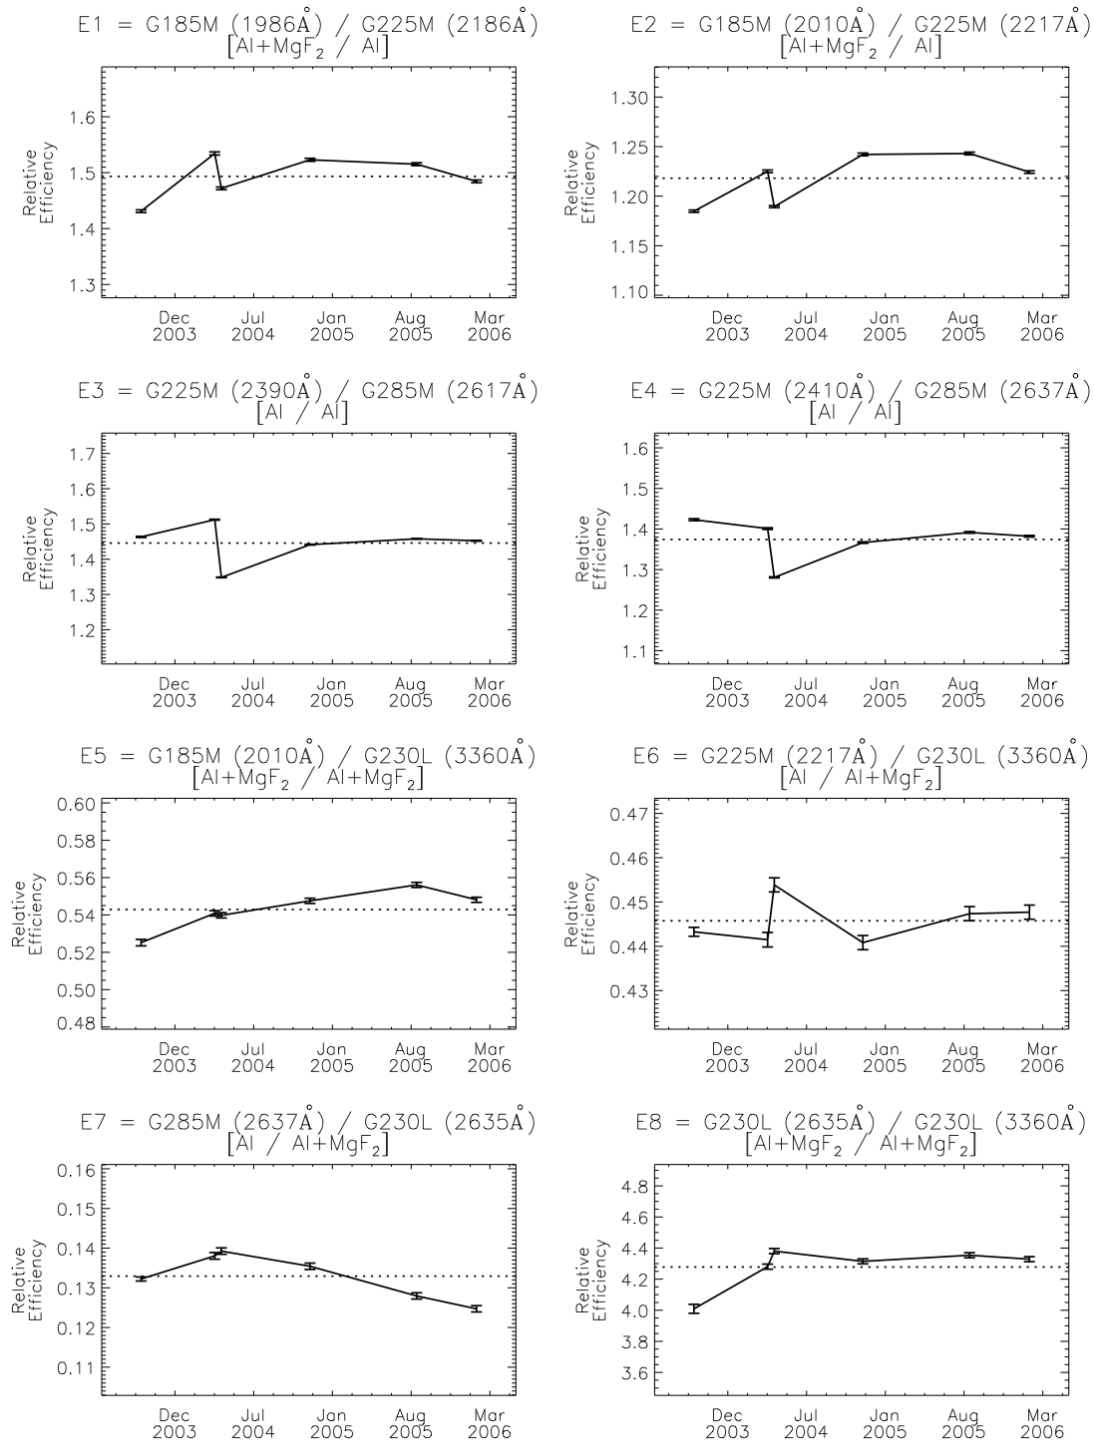 E1 = G185M (1986Å) / G225M (2186Å)
[Al+MgF₂ / Al]
1.6
1.5
1.4
1.3
Relative
Efficiency
Dec Jul Jan Aug Mar
2003 2004 2005 2005 2006
E2 = G185M (2010Å) / G225M (2217Å)
[Al+MgF₂ / Al]
1.30
1.25
1.20
1.15
1.10
Relative
Efficiency
Dec Jul Jan Aug Mar
2003 2004 2005 2005 2006
E3 = G225M (2390Å) / G285M (2617Å)
[Al / Al]
1.7
1.6
1.5
1.4
1.3
1.2
Relative
Efficiency
Dec Jul Jan Aug Mar
2003 2004 2005 2005 2006
E4 = G225M (2410Å) / G285M (2637Å)
[Al / Al]
1.6
1.5
1.4
1.3
1.2
1.1
Relative
Efficiency
Dec Jul Jan Aug Mar
2003 2004 2005 2005 2006
E5 = G185M (2010Å) / G230L (3360Å)
[Al+MgF₂ / Al+MgF₂]
0.60
0.58
0.56
0.54
0.52
0.50
0.48
Relative
Efficiency
Dec Jul Jan Aug Mar
2003 2004 2005 2005 2006
E6 = G225M (2217Å) / G230L (3360Å)
[Al / Al+MgF₂]
0.47
0.46
0.45
0.44
0.43
Relative
Efficiency
Dec Jul Jan Aug Mar
2003 2004 2005 2005 2006
E7 = G285M (2637Å) / G230L (2635Å)
[Al / Al+MgF₂]
0.16
0.15
0.14
0.13
0.12
0.11
Relative
Efficiency
Dec Jul Jan Aug Mar
2003 2004 2005 2005 2006
E8 = G230L (2635Å) / G230L (3360Å)
[Al+MgF₂ / Al+MgF₂]
4.8
4.6
4.4
4.2
4.0
3.8
3.6
Relative
Efficiency
Dec Jul Jan Aug Mar
2003 2004 2005 2005 2006